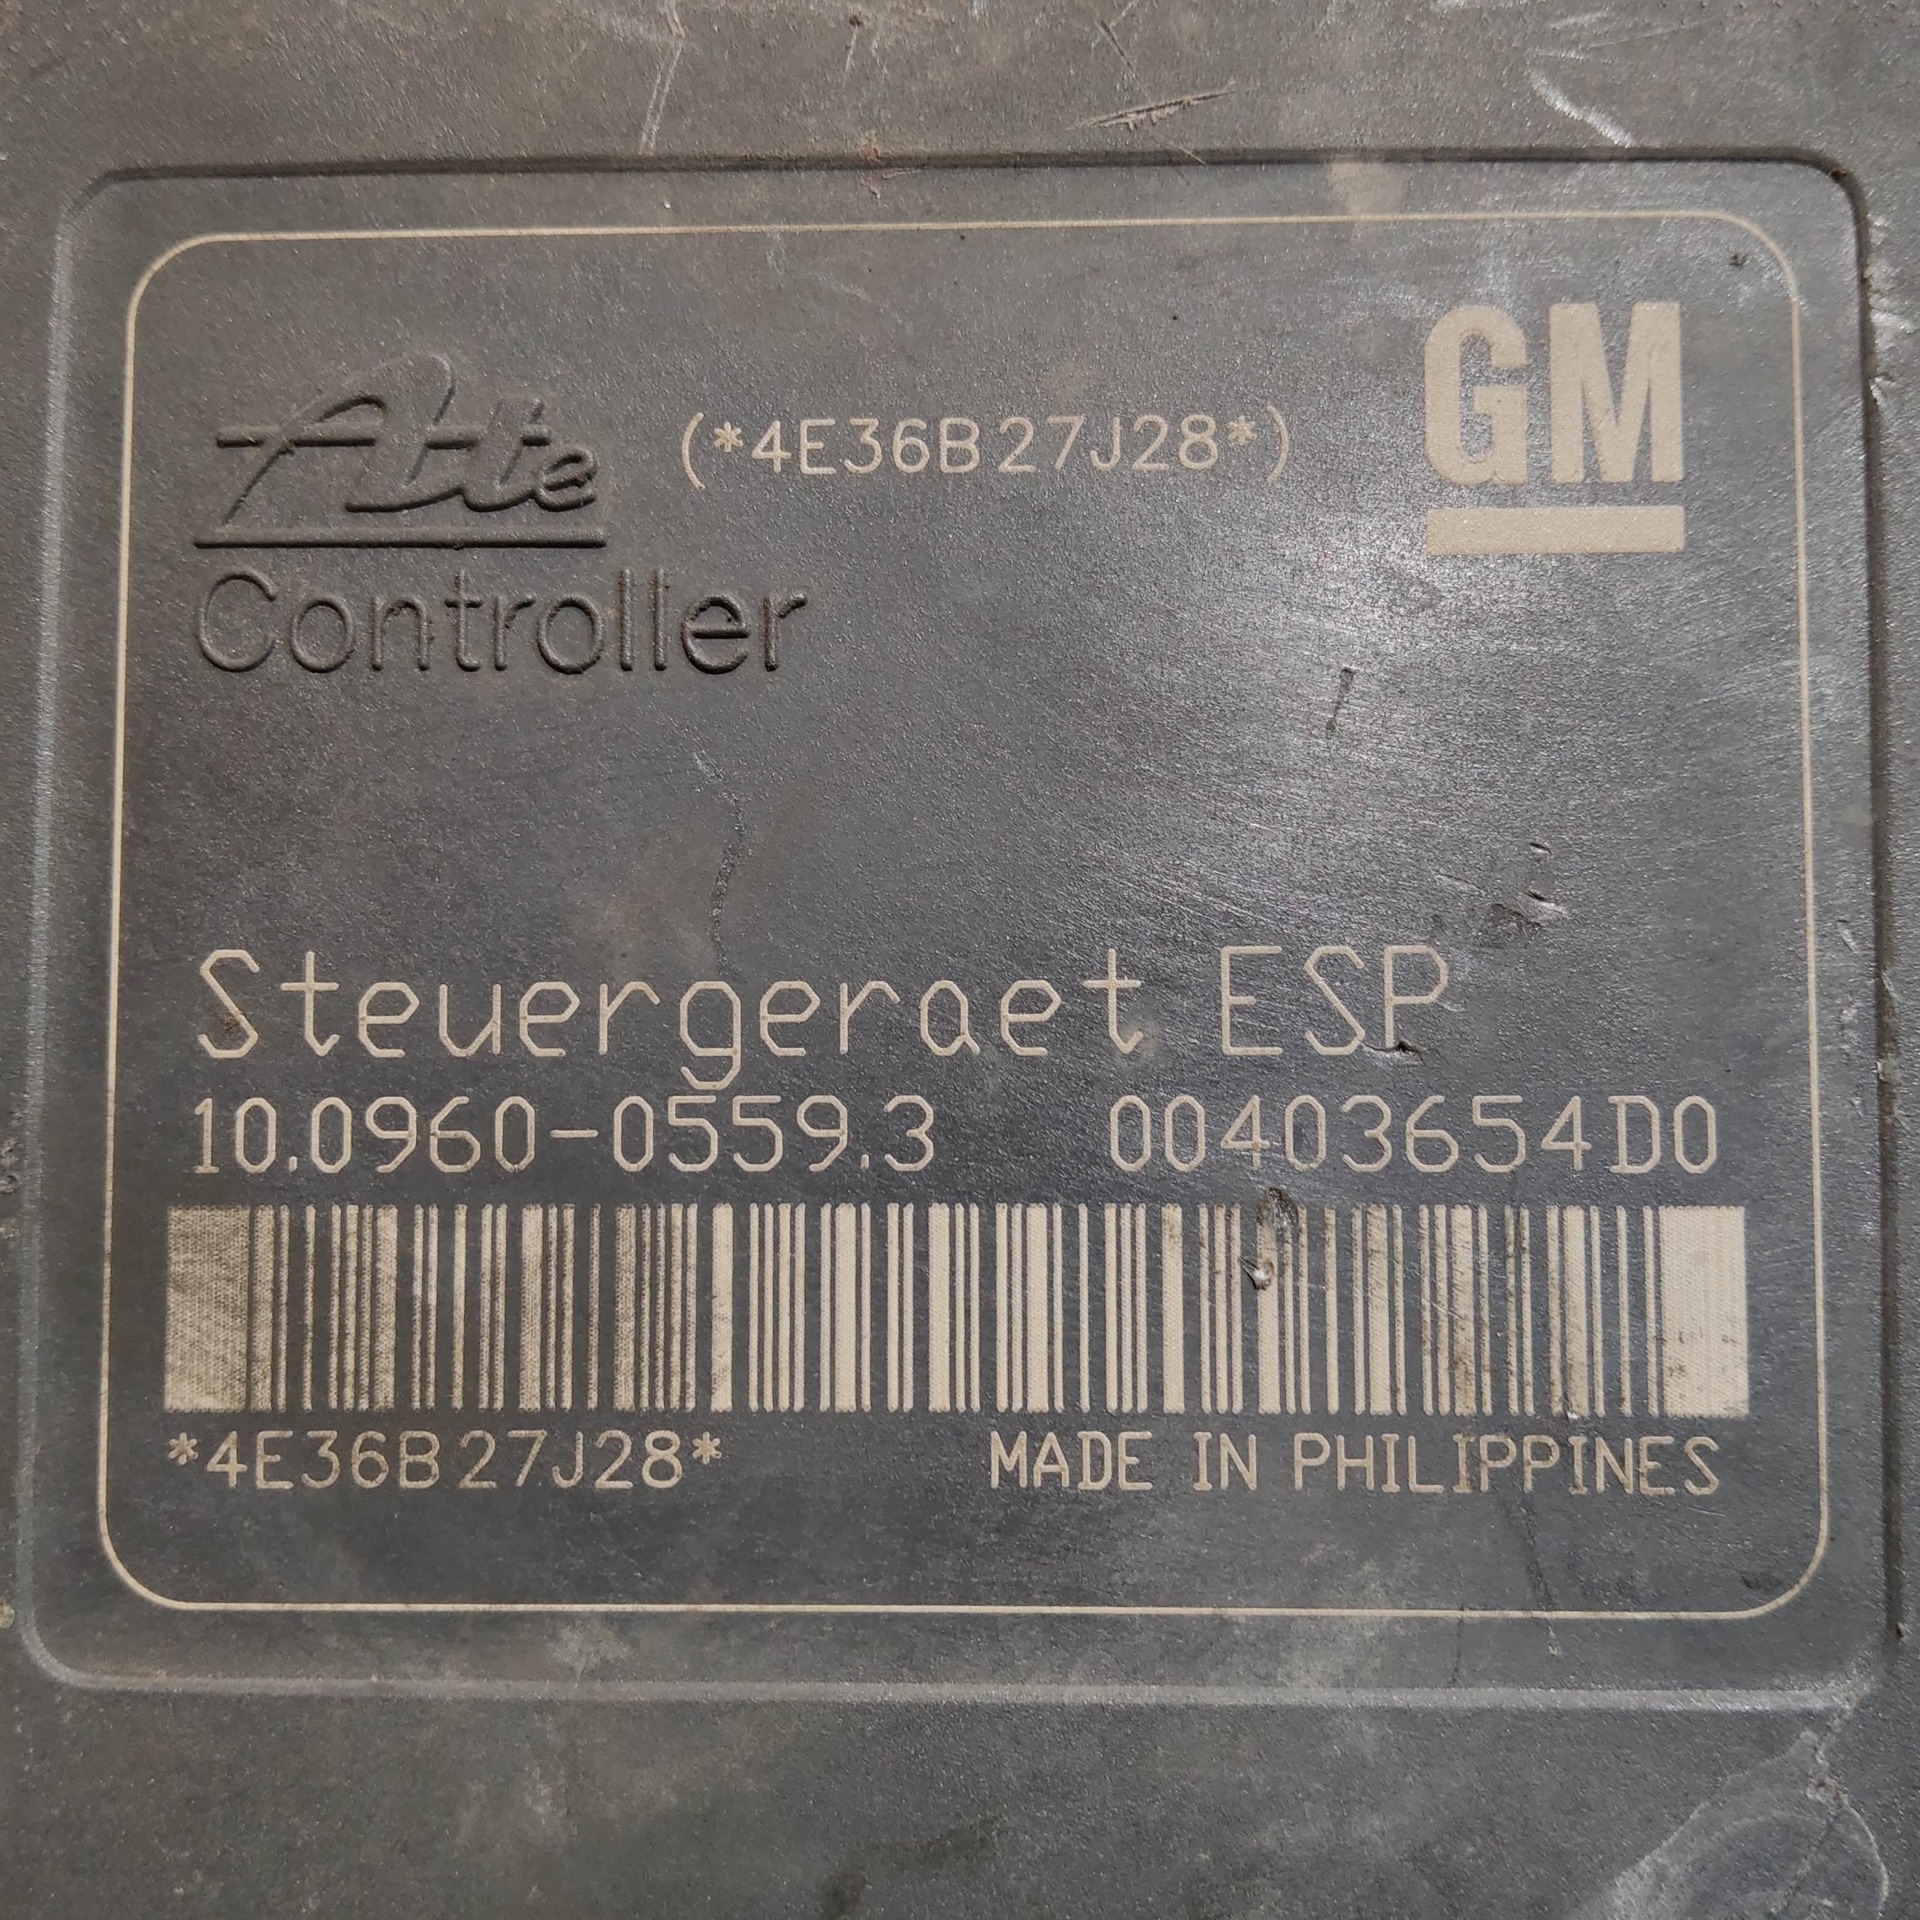 Ate (*4E36B27J28*) GM
Controller
Steuergeraet ESP
10.0960-0559.3 00403654D0
*4E36B27J28* MADE IN PHILIPPINES